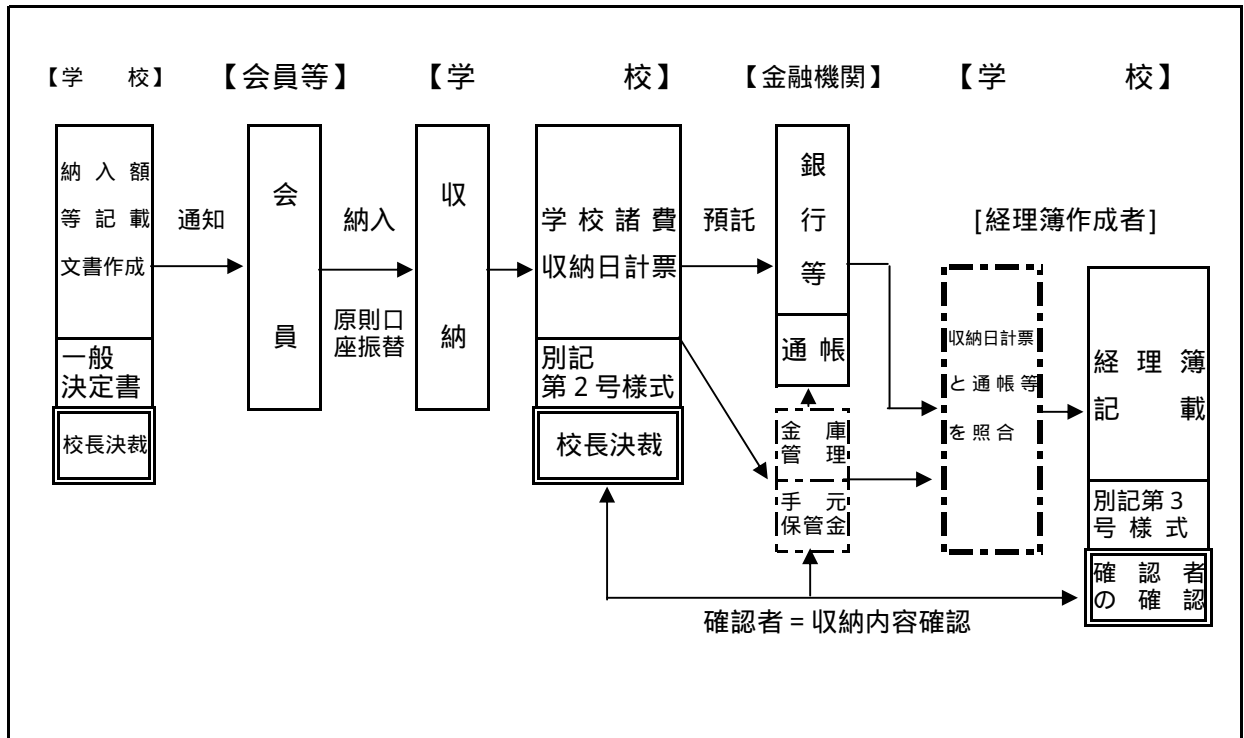 【学　校】
【会員等】
【学　校】
【金融機関】
【学　校】
納入額
等記載
文書作成
一般
決定書
校長決裁
通知
会
員
納入
原則口
座振替
収
納
学校諸費
収納日計票
別記
第２号様式
校長決裁
預託
銀
行
等
通帳
金庫
管理
手元
保管金
[経理簿作成者]
収納日計票
と通帳等
を照合
経理簿
記載
別記第３
号様式
確認者
の確認
確認者＝収納内容確認